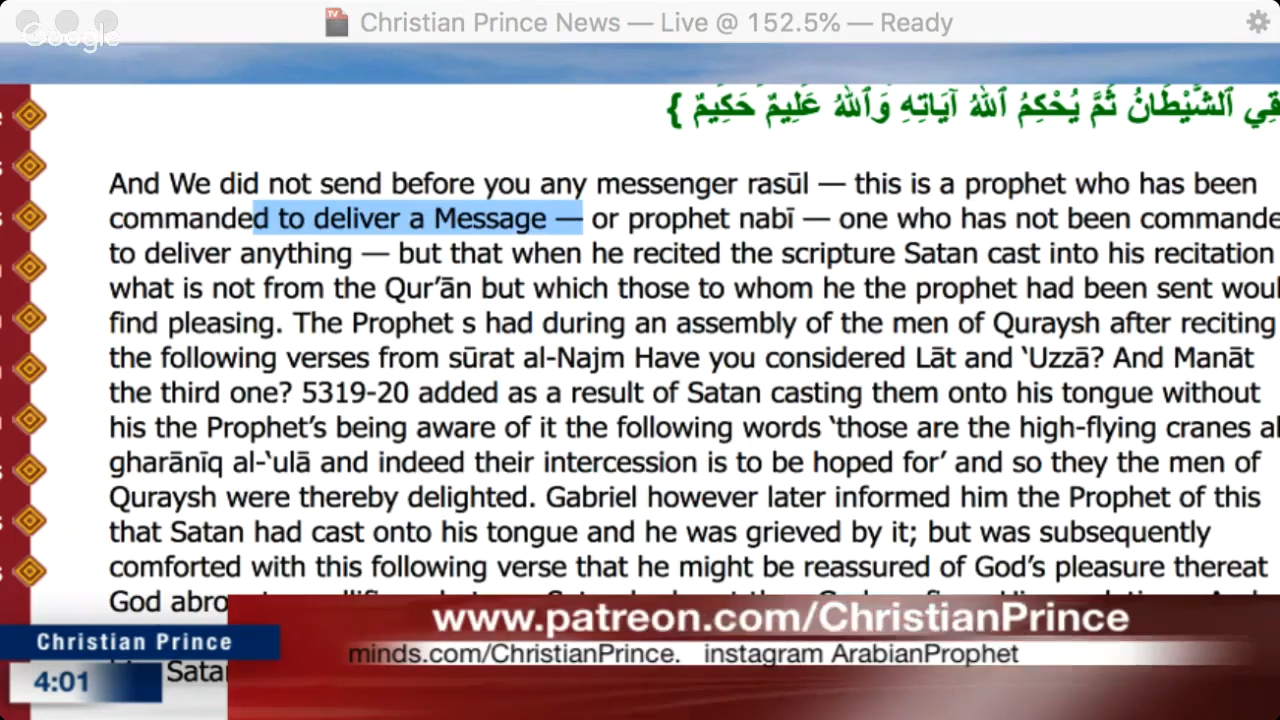 Google
Christian Prince News — Live @ 152.5% — Ready
ٱلشَّيْطَانُ ثُمَّ يُحْكِمُ ٱللَّهُ آيَاتِهِ وَٱللَّهُ عَلِيمٌ حَكِيمٌ }
And We did not send before you any messenger rasūl — this is a prophet who has been
commanded to deliver a Message — or prophet nabī — one who has not been commande
to deliver anything — but that when he recited the scripture Satan cast into his recitation
what is not from the Qur’ān but which those to whom he the prophet had been sent woul
find pleasing. The Prophet s had during an assembly of the men of Quraysh after reciting
the following verses from sūrat al-Najm Have you considered Lāt and ‘Uzzā? And Manāt
the third one? 5319-20 added as a result of Satan casting them onto his tongue without
his the Prophet’s being aware of it the following words ‘those are the high-flying cranes al
gharānīq al-‘ulā and indeed their intercession is to be hoped for’ and so they the men of
Quraysh were thereby delighted. Gabriel however later informed him the Prophet of this
that Satan had cast onto his tongue and he was grieved by it; but was subsequently
comforted with this following verse that he might be reassured of God’s pleasure thereat
God abro
www.patreon.com/ChristianPrince
Christian Prince
minds.com/ChristianPrince. instagram ArabianProphet
4:01
Sata